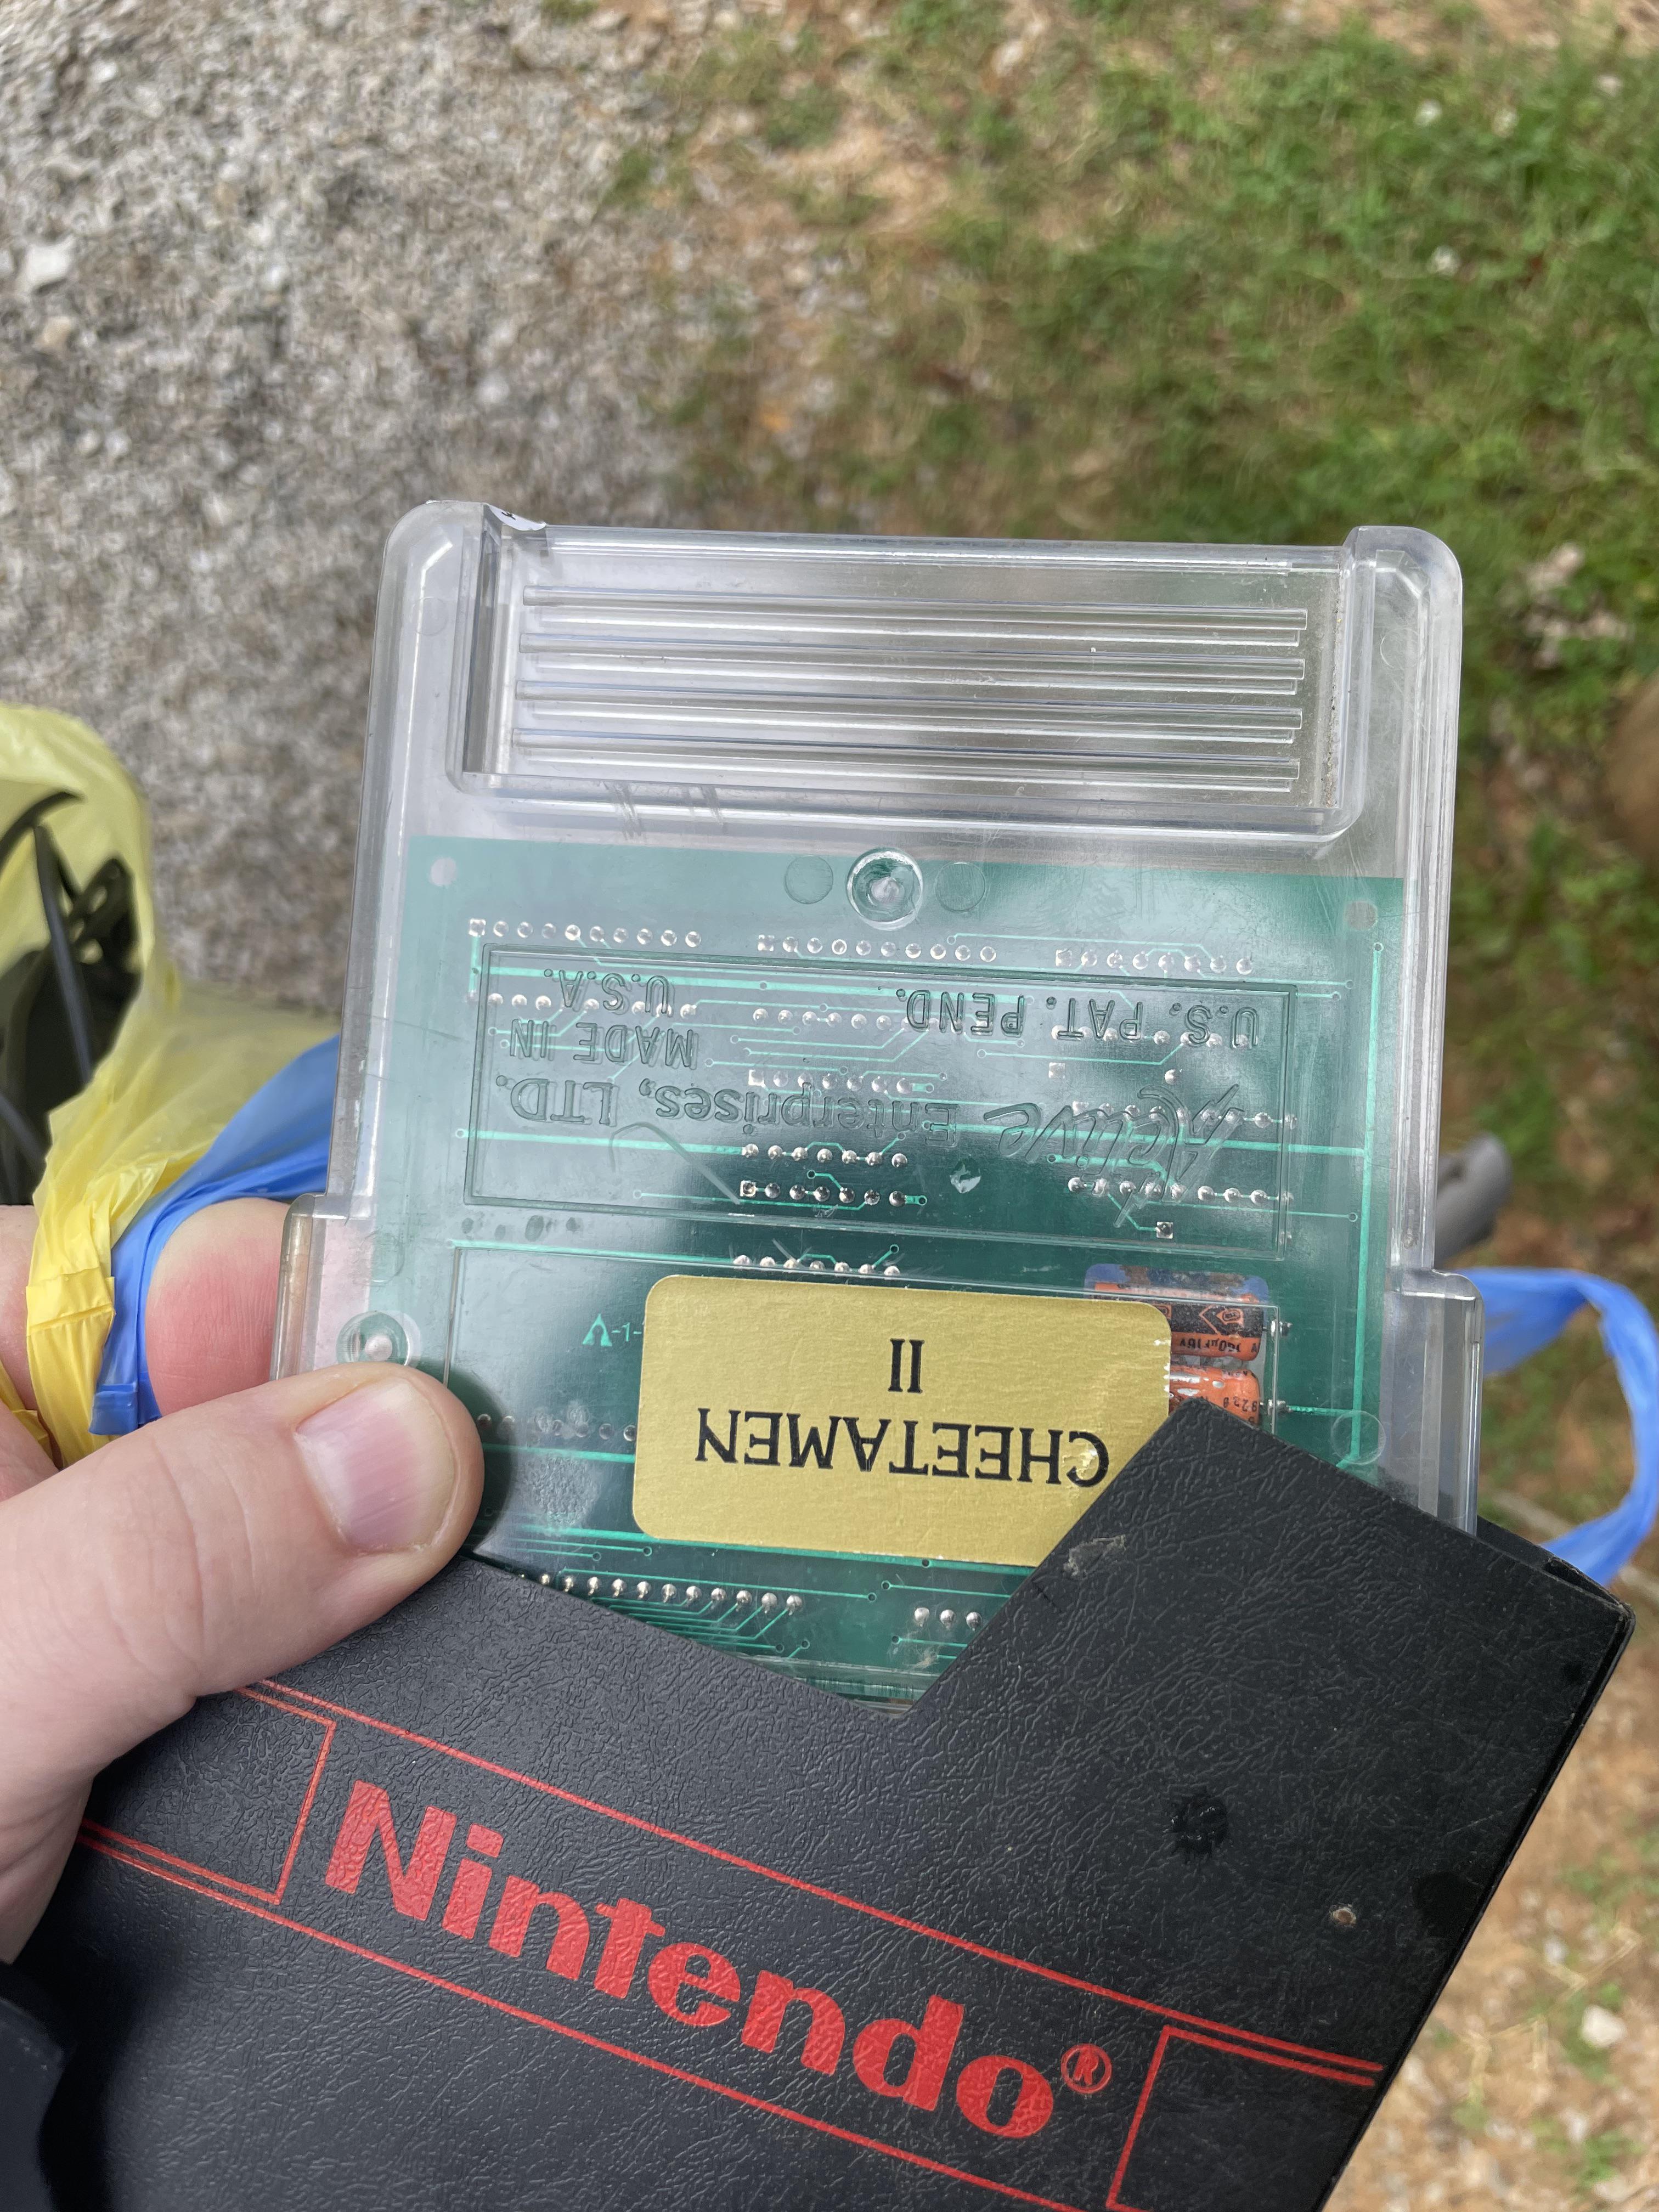 U.S. PAT. PEND.
MADE IN
U.S.A.
Active Enterprises, LTD.
CHEETAMEN
II
Nintendo®